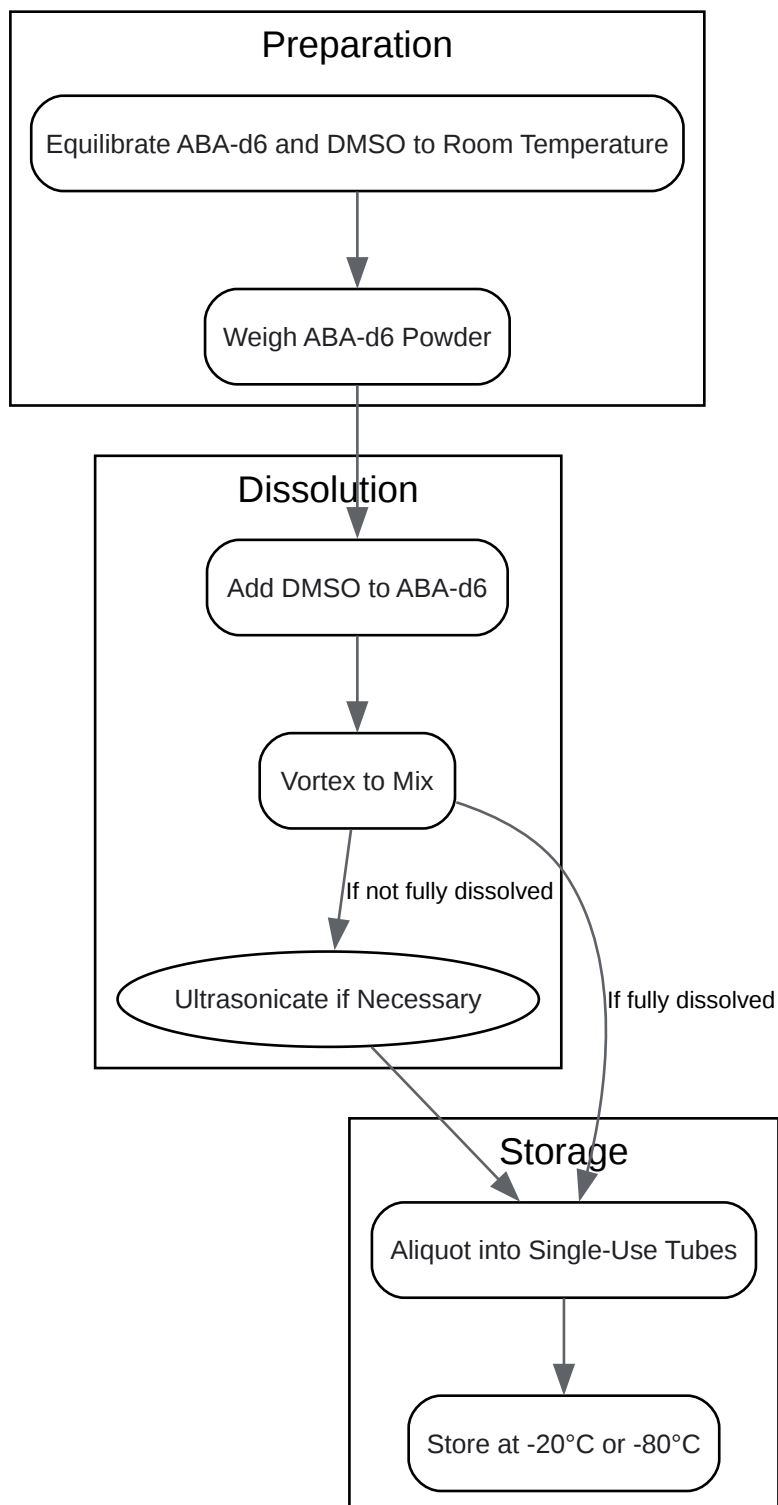 Preparation
Equilibrate ABA-d6 and DMSO to Room Temperature
Weigh ABA-d6 Powder
Dissolution
Add DMSO to ABA-d6
Vortex to Mix
If not fully dissolved
Ultrasonicate if Necessary
If fully dissolved
Storage
Aliquot into Single-Use Tubes
Store at -20°C or -80°C